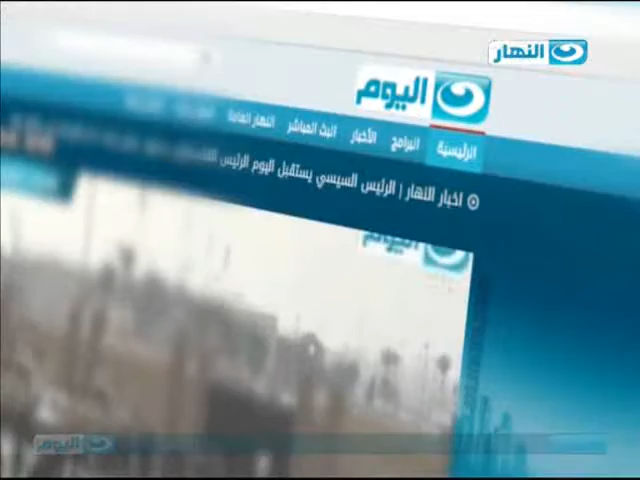 النهار
اليوم
الرئيسية البرامج الأخبار البث المباشر النهار العامة
اخبار النهار | الرئيس السيسي يستقبل اليوم الرئيس
اليوم
اليوم